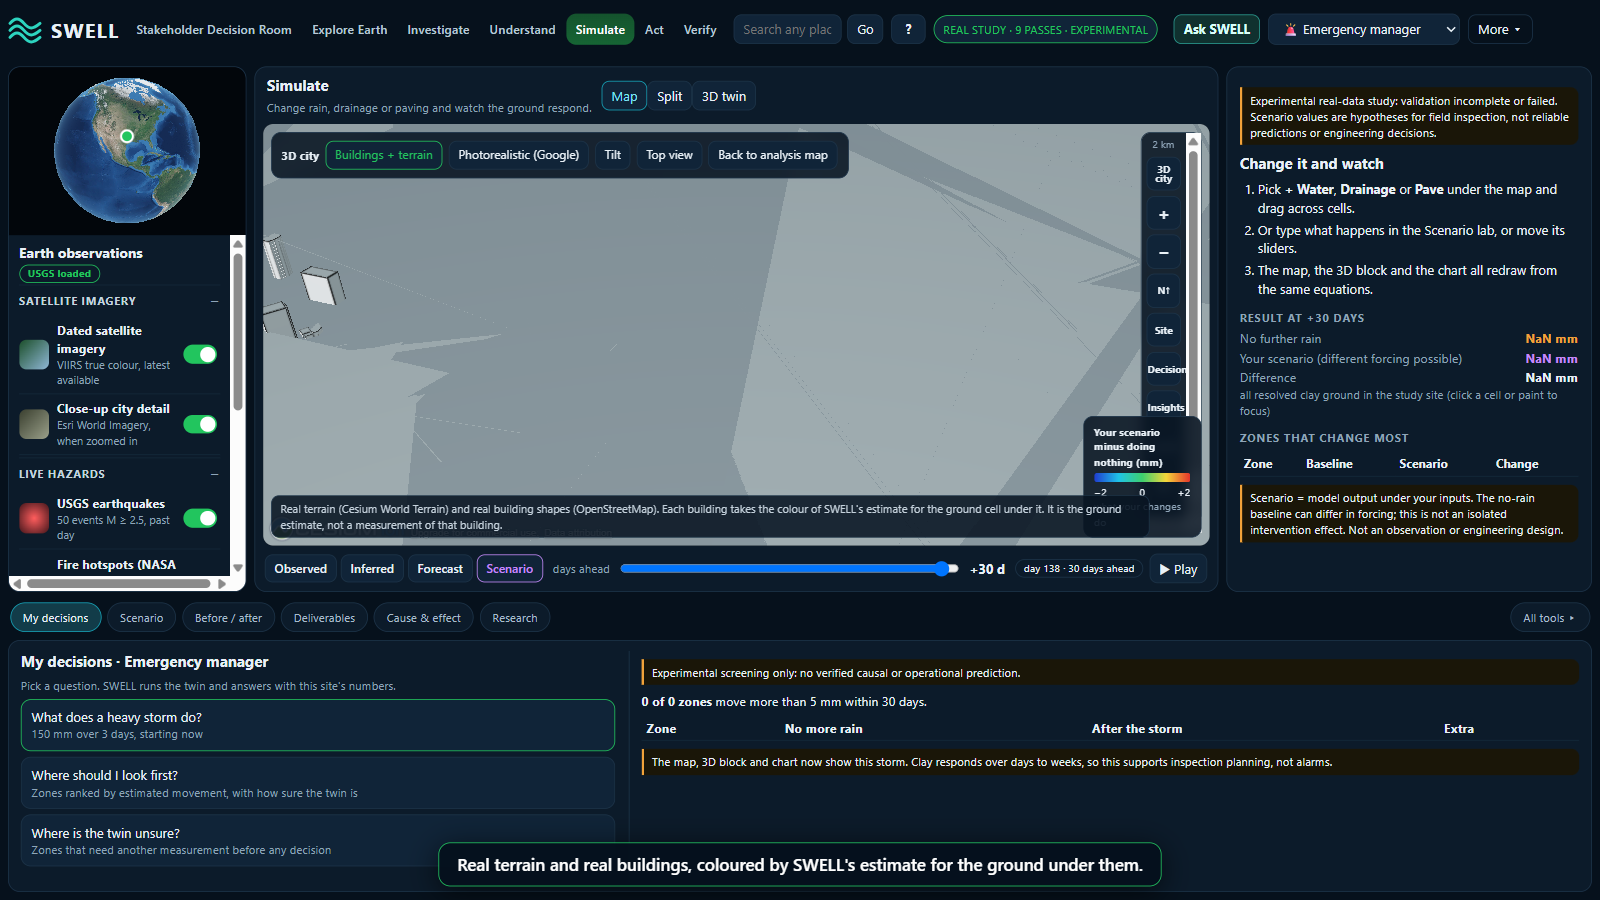 SWELL
Stakeholder Decision Room
Explore Earth
Investigate
Understand
Simulate
Act
Verify
Search any plac
Go
?
REAL STUDY · 9 PASSES · EXPERIMENTAL
Ask SWELL
Emergency manager
More
Earth observations
USGS loaded
SATELLITE IMAGERY
Dated satellite
imagery
VIIRS true colour, latest
available
Close-up city detail
Esri World Imagery,
when zoomed in
LIVE HAZARDS
USGS earthquakes
50 events M ≥ 2.5, past
day
Fire hotspots (NASA
Simulate
Change rain, drainage or paving and watch the ground respond.
Map
Split
3D twin
3D city
Buildings + terrain
Photorealistic (Google)
Tilt
Top view
Back to analysis map
2 km
3D
city
+
−
N↑
Site
Decision
Insights
Your scenario
minus doing
nothing (mm)
−2 0 +2
changes
Real terrain (Cesium World Terrain) and real building shapes (OpenStreetMap). Each building takes the colour of SWELL's estimate for the ground cell under it. It is the ground
estimate, not a measurement of that building.
Observed
Inferred
Forecast
Scenario
days ahead
+30 d
day 138 · 30 days ahead
▶ Play
Experimental real-data study: validation incomplete or failed.
Scenario values are hypotheses for field inspection, not reliable
predictions or engineering decisions.
Change it and watch
1. Pick + Water, Drainage or Pave under the map and
drag across cells.
2. Or type what happens in the Scenario lab, or move its
sliders.
3. The map, the 3D block and the chart all redraw from
the same equations.
RESULT AT +30 DAYS
No further rain NaN mm
Your scenario (different forcing possible) NaN mm
Difference NaN mm
all resolved clay ground in the study site (click a cell or paint to
focus)
ZONES THAT CHANGE MOST
Zone Baseline Scenario Change
Scenario = model output under your inputs. The no-rain
baseline can differ in forcing; this is not an isolated
intervention effect. Not an observation or engineering design.
My decisions
Scenario
Before / after
Deliverables
Cause & effect
Research
All tools ▸
My decisions · Emergency manager
Pick a question. SWELL runs the twin and answers with this site's numbers.
What does a heavy storm do?
150 mm over 3 days, starting now
Where should I look first?
Zones ranked by estimated movement, with how sure the twin is
Where is the twin unsure?
Zones that need another measurement before any decision
Experimental screening only: no verified causal or operational prediction.
0 of 0 zones move more than 5 mm within 30 days.
Zone No more rain After the storm Extra
The map, 3D block and chart now show this storm. Clay responds over days to weeks, so this supports inspection planning, not alarms.
Real terrain and real buildings, coloured by SWELL's estimate for the ground under them.